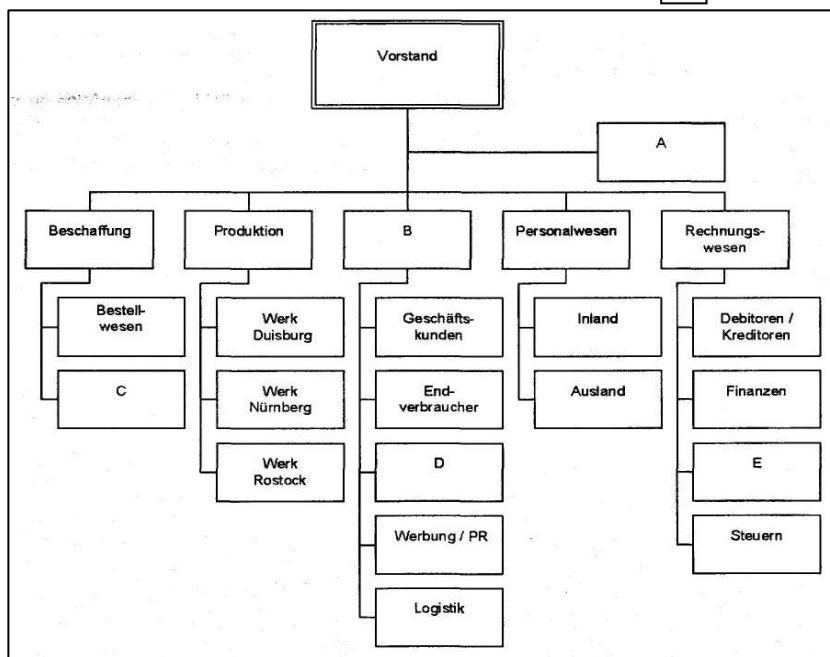 Vorstand
A
Beschaffung
Produktion
B
Personalwesen
Rechnungs-
wesen
Bestell-
wesen
C
Werk
Duisburg
Werk
Nürnberg
Werk
Rostock
Geschäfts-
kunden
End-
verbraucher
D
Werbung / PR
Logistik
Inland
Ausland
Debitoren /
Kreditoren
Finanzen
E
Steuern